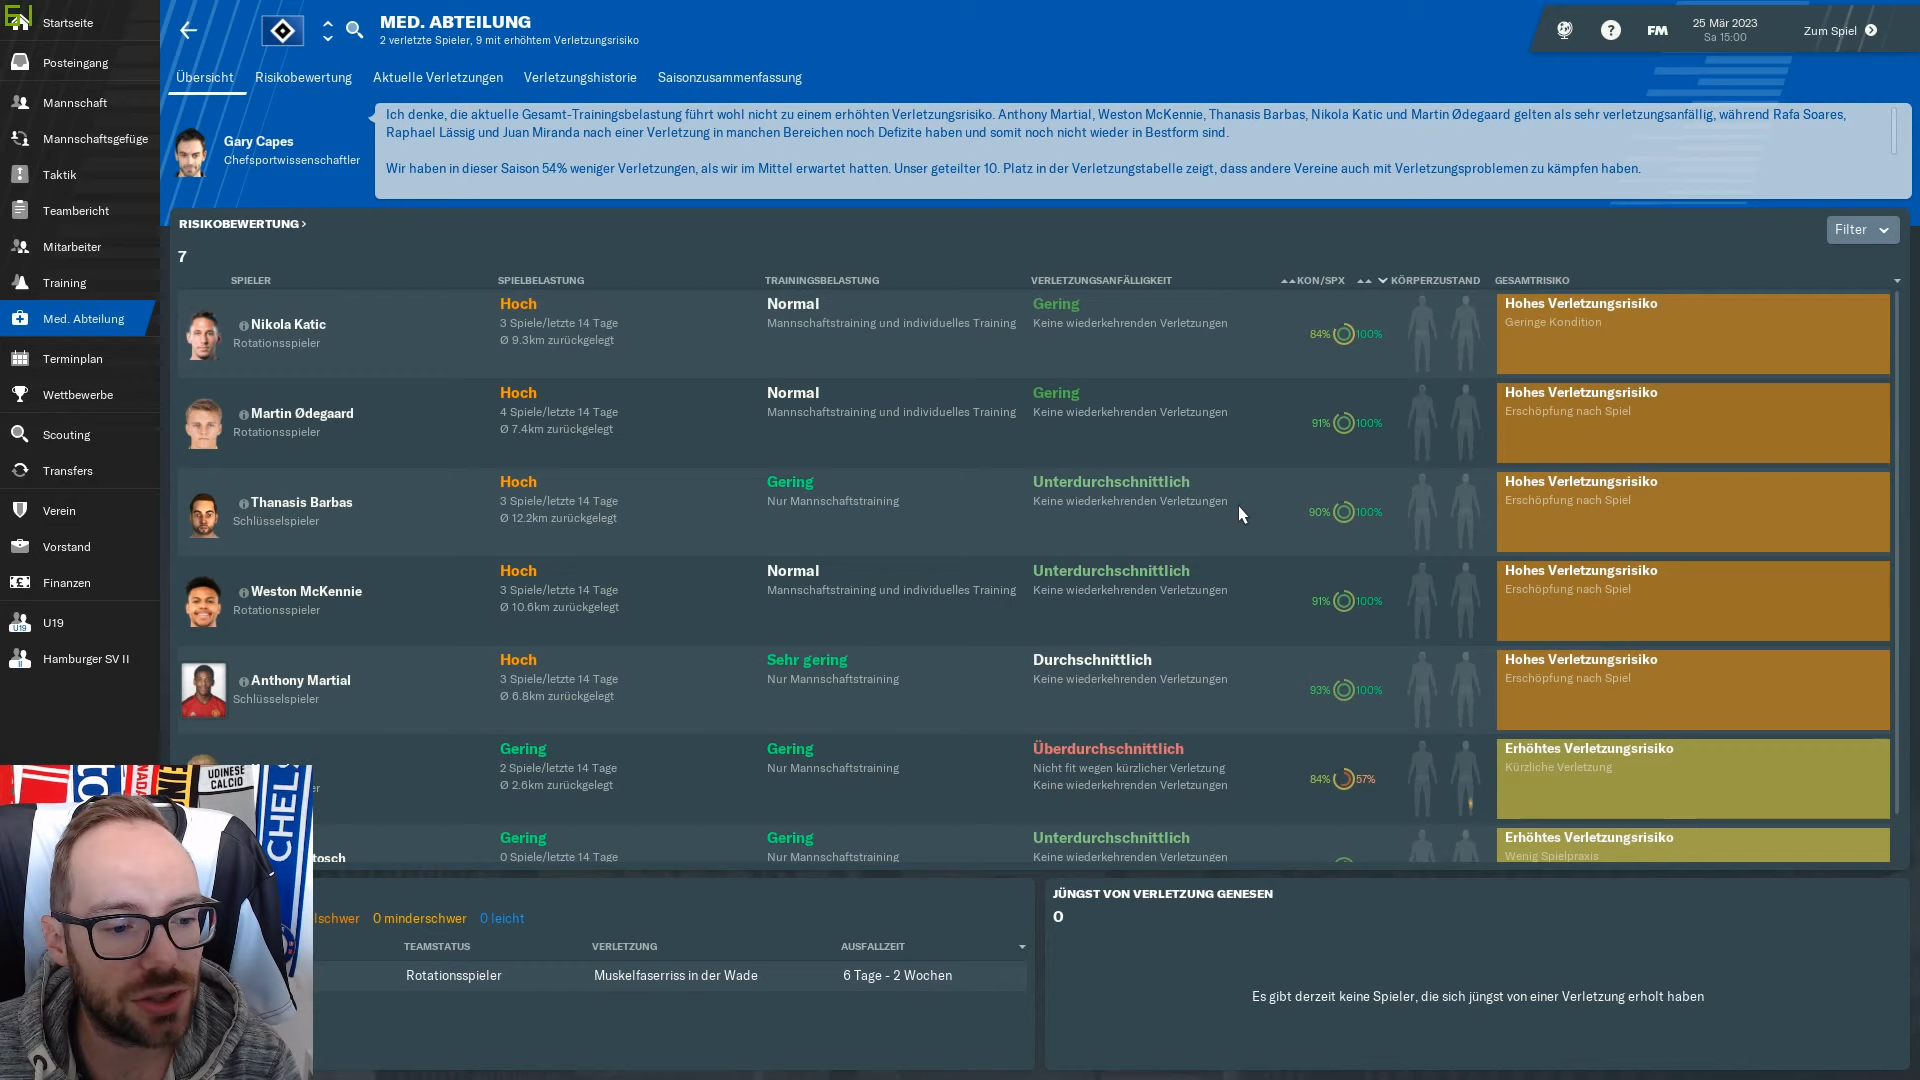 EJ
Startseite
Posteingang
Mannschaft
Mannschaftsgefüge
Taktik
Teambericht
Mitarbeiter
Training
Med. Abteilung
Terminplan
Wettbewerbe
Scouting
Transfers
Verein
Vorstand
Finanzen
U19
U19
Hamburger SV II
MED. ABTEILUNG
2 verletzte Spieler, 9 mit erhöhtem Verletzungsrisiko
FM
25 Mär 2023
Sa 15:00
Zum Spiel
Übersicht Risikobewertung Aktuelle Verletzungen Verletzungshistorie Saisonzusammenfassung
Gary Capes
Chefsportwissenschaftler
Ich denke, die aktuelle Gesamt-Trainingsbelastung führt wohl nicht zu einem erhöhten Verletzungsrisiko. Anthony Martial, Weston McKennie, Thanasis Barbas, Nikola Katic und Martin Ødegaard gelten als sehr verletzungsanfällig, während Rafa Soares,
Raphael Lässig und Juan Miranda nach einer Verletzung in manchen Bereichen noch Defizite haben und somit noch nicht wieder in Bestform sind.
Wir haben in dieser Saison 54% weniger Verletzungen, als wir im Mittel erwartet hatten. Unser geteilter 10. Platz in der Verletzungstabelle zeigt, dass andere Vereine auch mit Verletzungsproblemen zu kämpfen haben.
RISIKOBEWERTUNG >
Filter
7
SPIELER SPIELBELASTUNG TRAININGSBELASTUNG VERLETZUNGSANFÄLLIGKEIT KON/SPX KÖRPERZUSTAND GESAMTRISIKO
Nikola Katic
Rotationsspieler
Hoch
3 Spiele/letzte 14 Tage
Ø 9.3km zurückgelegt
Normal
Mannschaftstraining und individuelles Training
Gering
Keine wiederkehrenden Verletzungen
84% 100%
Hohes Verletzungsrisiko
Geringe Kondition
Martin Ødegaard
Rotationsspieler
Hoch
4 Spiele/letzte 14 Tage
Ø 7.4km zurückgelegt
Normal
Mannschaftstraining und individuelles Training
Gering
Keine wiederkehrenden Verletzungen
91% 100%
Hohes Verletzungsrisiko
Erschöpfung nach Spiel
Thanasis Barbas
Schlüsselspieler
Hoch
3 Spiele/letzte 14 Tage
Ø 12.2km zurückgelegt
Gering
Nur Mannschaftstraining
Unterdurchschnittlich
Keine wiederkehrenden Verletzungen
90% 100%
Hohes Verletzungsrisiko
Erschöpfung nach Spiel
Weston McKennie
Rotationsspieler
Hoch
3 Spiele/letzte 14 Tage
Ø 10.6km zurückgelegt
Normal
Mannschaftstraining und individuelles Training
Unterdurchschnittlich
Keine wiederkehrenden Verletzungen
91% 100%
Hohes Verletzungsrisiko
Erschöpfung nach Spiel
Anthony Martial
Schlüsselspieler
Hoch
3 Spiele/letzte 14 Tage
Ø 6.8km zurückgelegt
Sehr gering
Nur Mannschaftstraining
Durchschnittlich
Keine wiederkehrenden Verletzungen
93% 100%
Hohes Verletzungsrisiko
Erschöpfung nach Spiel
Gering
2 Spiele/letzte 14 Tage
Ø 2.6km zurückgelegt
Gering
Nur Mannschaftstraining
Überdurchschnittlich
Nicht fit wegen kürzlicher Verletzung
Keine wiederkehrenden Verletzungen
84% 57%
Erhöhtes Verletzungsrisiko
Kürzliche Verletzung
tosch
Gering
0 Spiele/letzte 14 Tage
Gering
Nur Mannschaftstraining
Unterdurchschnittlich
Keine wiederkehrenden Verletzungen
Erhöhtes Verletzungsrisiko
Wenig Spielpraxis
lschwer 0 minderschwer 0 leicht
TEAMSTATUS VERLETZUNG AUSFALLZEIT
Rotationsspieler Muskelfaserriss in der Wade 6 Tage - 2 Wochen
JÜNGST VON VERLETZUNG GENESEN
0
Es gibt derzeit keine Spieler, die sich jüngst von einer Verletzung erholt haben
UDINESE
CALCIO
CHELS